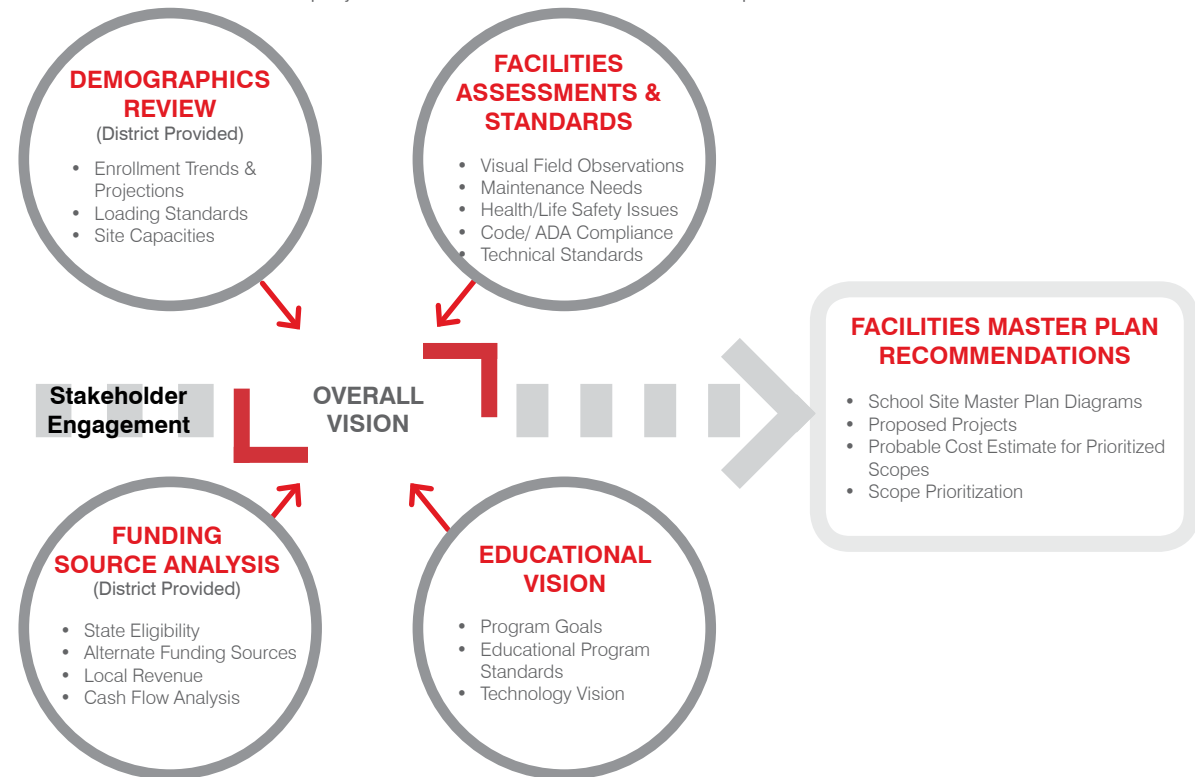 DEMOGRAPHICS
REVIEW
(District Provided)
• Enrollment Trends &
Projections
• Loading Standards
• Site Capacities
FACILITIES
ASSESSMENTS &
STANDARDS
• Visual Field Observations
• Maintenance Needs
• Health/Life Safety Issues
• Code/ ADA Compliance
• Technical Standards
Stakeholder
Engagement
OVERALL
VISION
FACILITIES MASTER PLAN
RECOMMENDATIONS
• School Site Master Plan Diagrams
• Proposed Projects
• Probable Cost Estimate for Prioritized
Scopes
• Scope Prioritization
FUNDING
SOURCE ANALYSIS
(District Provided)
• State Eligibility
• Alternate Funding Sources
• Local Revenue
• Cash Flow Analysis
EDUCATIONAL
VISION
• Program Goals
• Educational Program
Standards
• Technology Vision